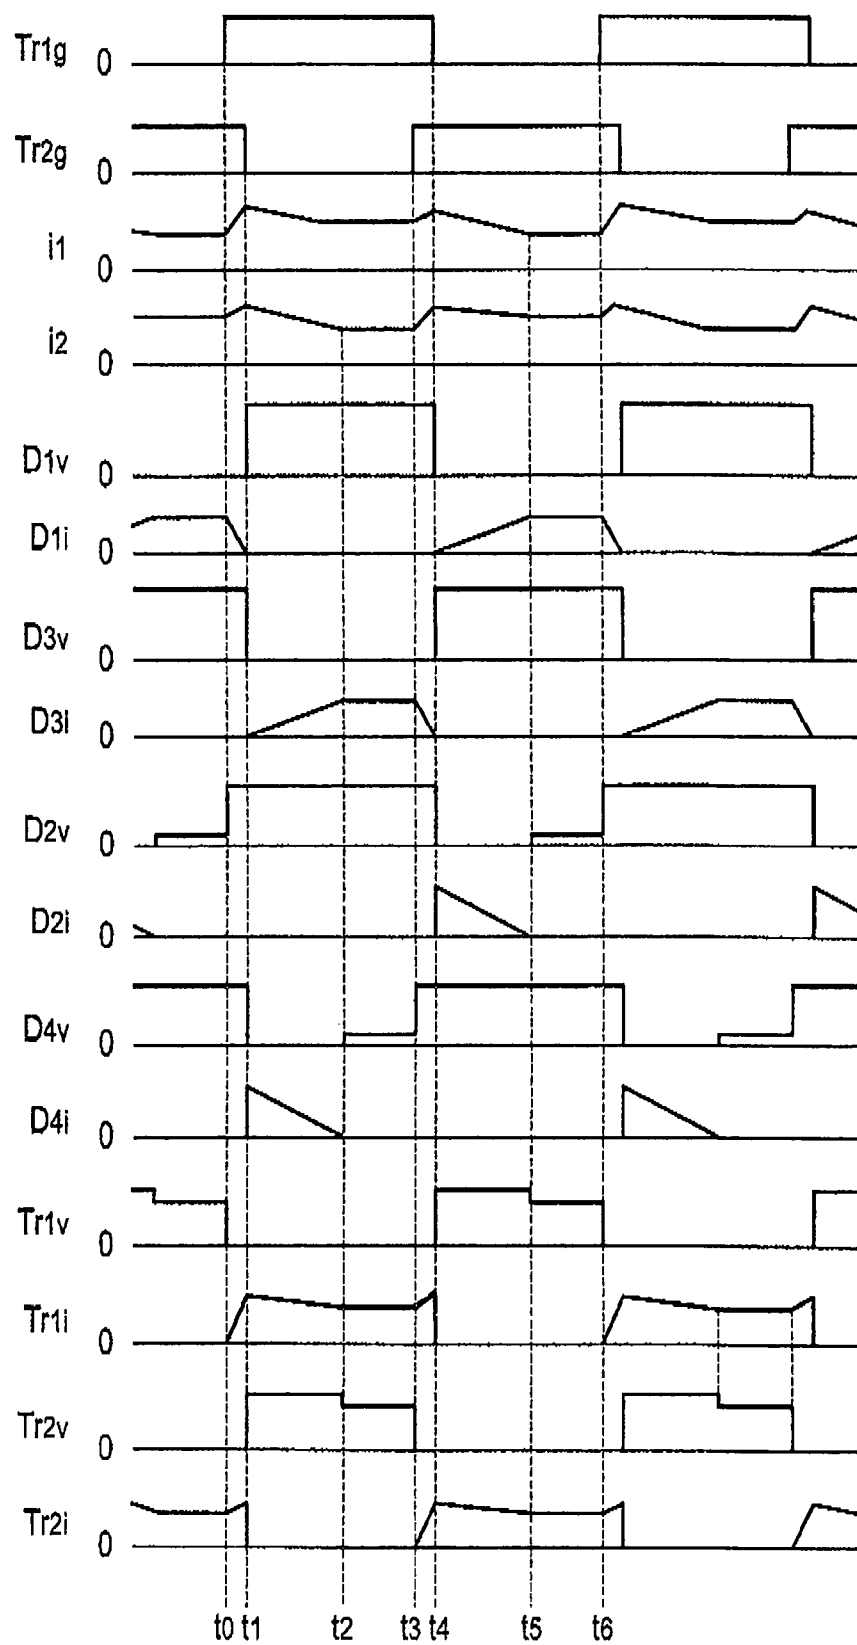 Tr1g 0
Tr2g 0
i1 0
i2 0
D1v 0
D1i 0
D3v 0
D3i 0
D2v 0
D2i 0
D4v 0
D4i 0
Tr1v 0
Tr1i 0
Tr2v 0
Tr2i 0
t0 t1 t2 t3 t4 t5 t6